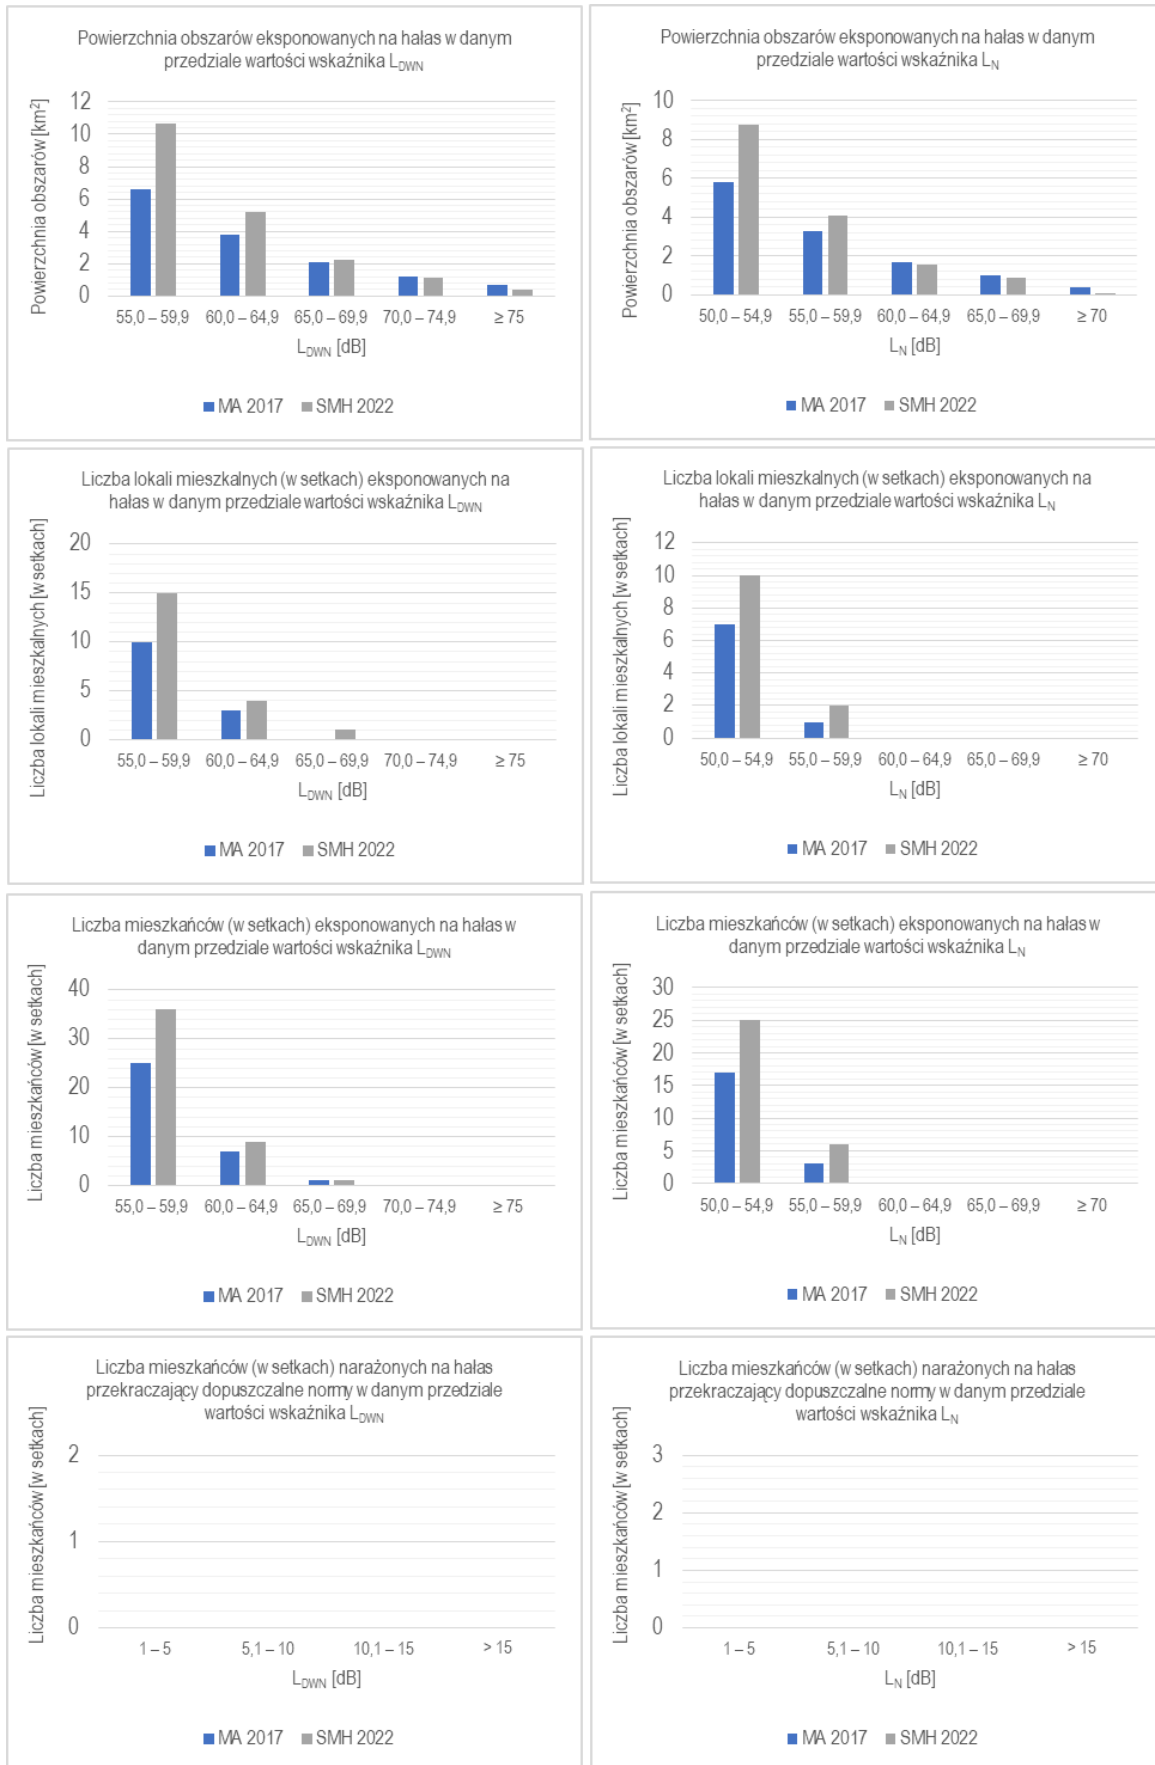 Powierzchnia obszarów eksponowanych na hałas w danym
przedziale wartości wskaźnika LDWN
Powierzchnia obszarów [km²]
12
10
8
6
4
2
0
55,0 – 59,9 60,0 – 64,9 65,0 – 69,9 70,0 – 74,9 ≥ 75
LDWN [dB]
MA 2017 SMH 2022
Powierzchnia obszarów eksponowanych na hałas w danym
przedziale wartości wskaźnika LN
Powierzchnia obszarów [km²]
10
8
6
4
2
0
50,0 – 54,9 55,0 – 59,9 60,0 – 64,9 65,0 – 69,9 ≥ 70
LN [dB]
MA 2017 SMH 2022
Liczba lokali mieszkalnych (w setkach) eksponowanych na
hałas w danym przedziale wartości wskaźnika LDWN
Liczba lokali mieszkalnych [w setkach]
20
15
10
5
0
55,0 – 59,9 60,0 – 64,9 65,0 – 69,9 70,0 – 74,9 ≥ 75
LDWN [dB]
MA 2017 SMH 2022
Liczba lokali mieszkalnych (w setkach) eksponowanych na
hałas w danym przedziale wartości wskaźnika LN
Liczba lokali mieszkalnych [w setkach]
12
10
8
6
4
2
0
50,0 – 54,9 55,0 – 59,9 60,0 – 64,9 65,0 – 69,9 ≥ 70
LN [dB]
MA 2017 SMH 2022
Liczba mieszkańców (w setkach) eksponowanych na hałas w
danym przedziale wartości wskaźnika LDWN
Liczba mieszkańców [w setkach]
40
30
20
10
0
55,0 – 59,9 60,0 – 64,9 65,0 – 69,9 70,0 – 74,9 ≥ 75
LDWN [dB]
MA 2017 SMH 2022
Liczba mieszkańców (w setkach) eksponowanych na hałas w
danym przedziale wartości wskaźnika LN
Liczba mieszkańców [w setkach]
30
25
20
15
10
5
0
50,0 – 54,9 55,0 – 59,9 60,0 – 64,9 65,0 – 69,9 ≥ 70
LN [dB]
MA 2017 SMH 2022
Liczba mieszkańców (w setkach) narażonych na hałas
przekraczający dopuszczalne normy w danym przedziale
wartości wskaźnika LDWN
Liczba mieszkańców [w setkach]
2
1
0
1 – 5 5,1 – 10 10,1 – 15 > 15
LDWN [dB]
MA 2017 SMH 2022
Liczba mieszkańców (w setkach) narażonych na hałas
przekraczający dopuszczalne normy w danym przedziale
wartości wskaźnika LN
Liczba mieszkańców [w setkach]
3
2
1
0
1 – 5 5,1 – 10 10,1 – 15 > 15
LN [dB]
MA 2017 SMH 2022